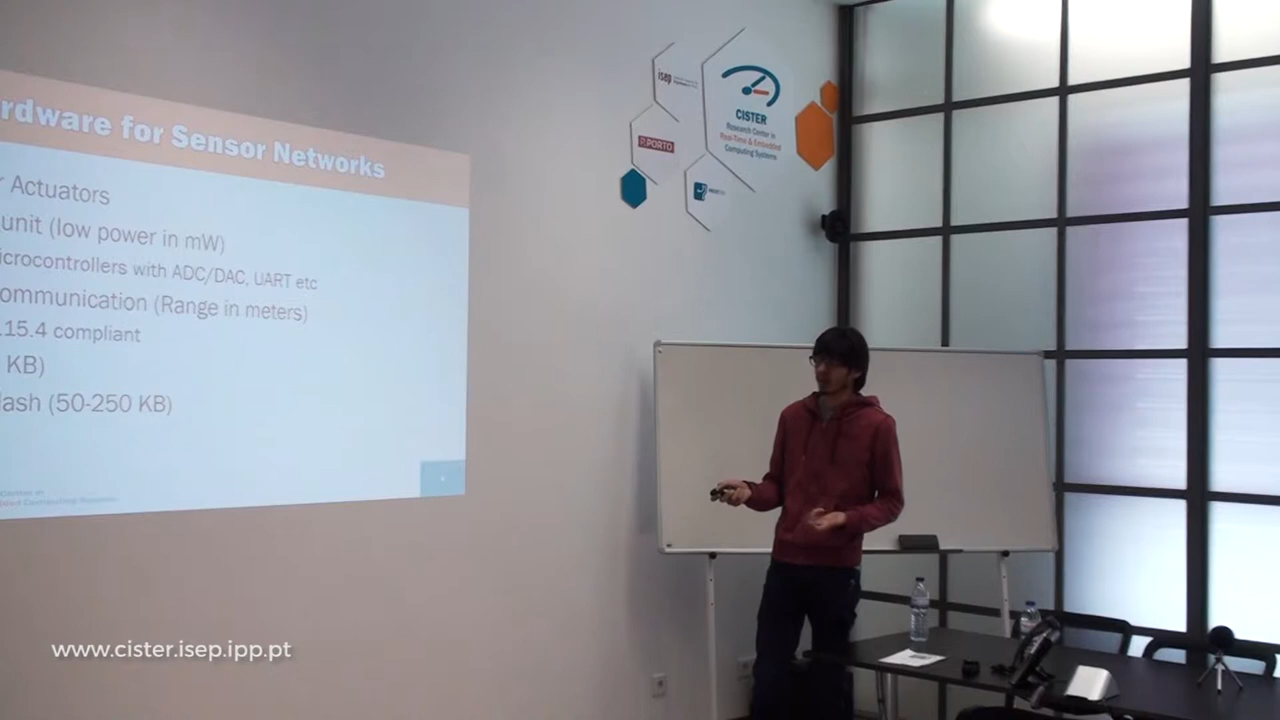 rdware for Sensor Networks
Actuators
unit (low power in mW)
icrocontrollers with ADC/DAC, UART etc
ommunication (Range in meters)
.15.4 compliant
KB)
lash (50-250 KB)
isep
P.PORTO
CISTER
Research Center in
Real-Time & Embedded
Computing Systems
www.cister.isep.ipp.pt